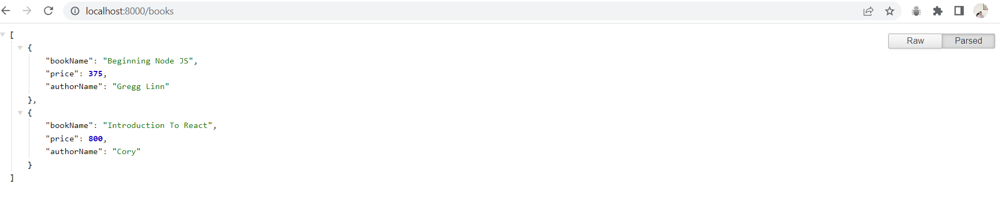 localhost:8000/books
Raw Parsed
[
{
"bookName": "Beginning Node JS",
"price": 375,
"authorName": "Gregg Linn"
},
{
"bookName": "Introduction To React",
"price": 800,
"authorName": "Cory"
}
]